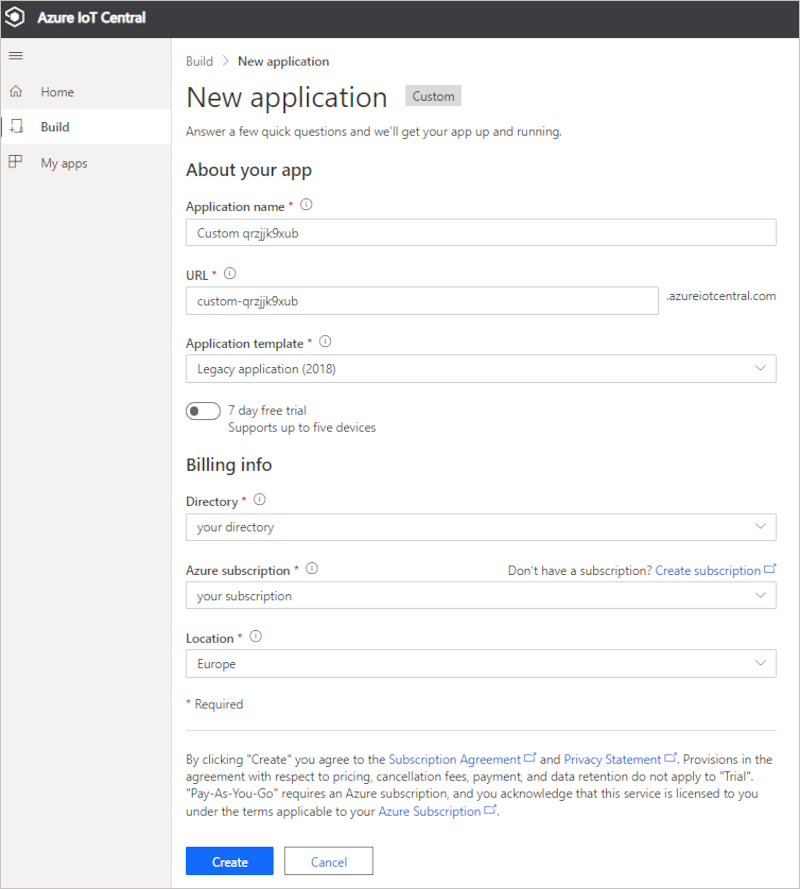 Azure IoT Central
Home
Build
My apps
Build > New application
New application Custom
Answer a few quick questions and we'll get your app up and running.
About your app
Application name *
Custom qrzjjk9xub
URL *
custom-qrzjjk9xub .azureiotcentral.com
Application template *
Legacy application (2018)
7 day free trial
Supports up to five devices
Billing info
Directory *
your directory
Azure subscription * Don't have a subscription? Create subscription
your subscription
Location *
Europe
* Required
By clicking "Create" you agree to the Subscription Agreement and Privacy Statement. Provisions in the
agreement with respect to pricing, cancellation fees, payment, and data retention do not apply to "Trial".
"Pay-As-You-Go" requires an Azure subscription, and you acknowledge that this service is licensed to you
under the terms applicable to your Azure Subscription.
Create Cancel